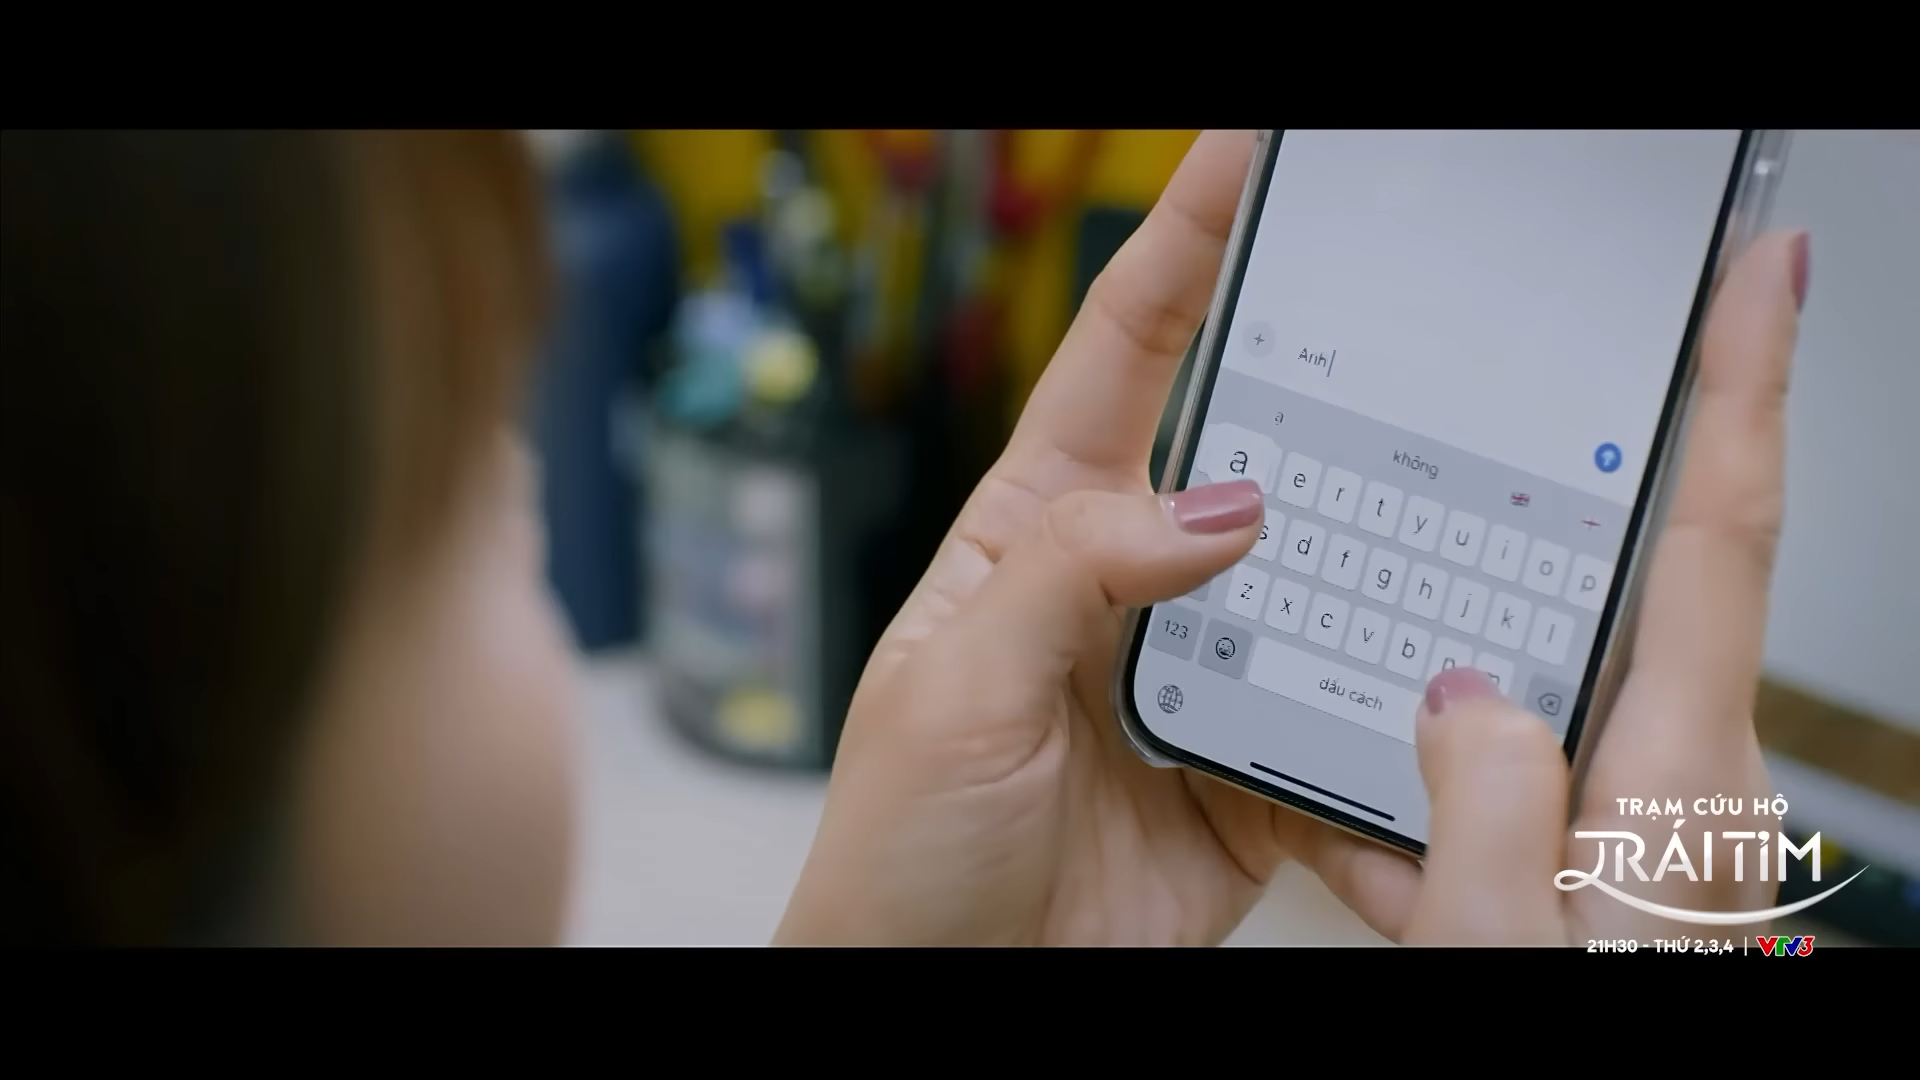 + Anh
ạ không
a e r t y u i o p
s d f g h j k l
z x c v b n m
123 dấu cách
TRẠM CỨU HỘ
TRÁI TIM
21H30 - THỨ 2,3,4 | VTV3